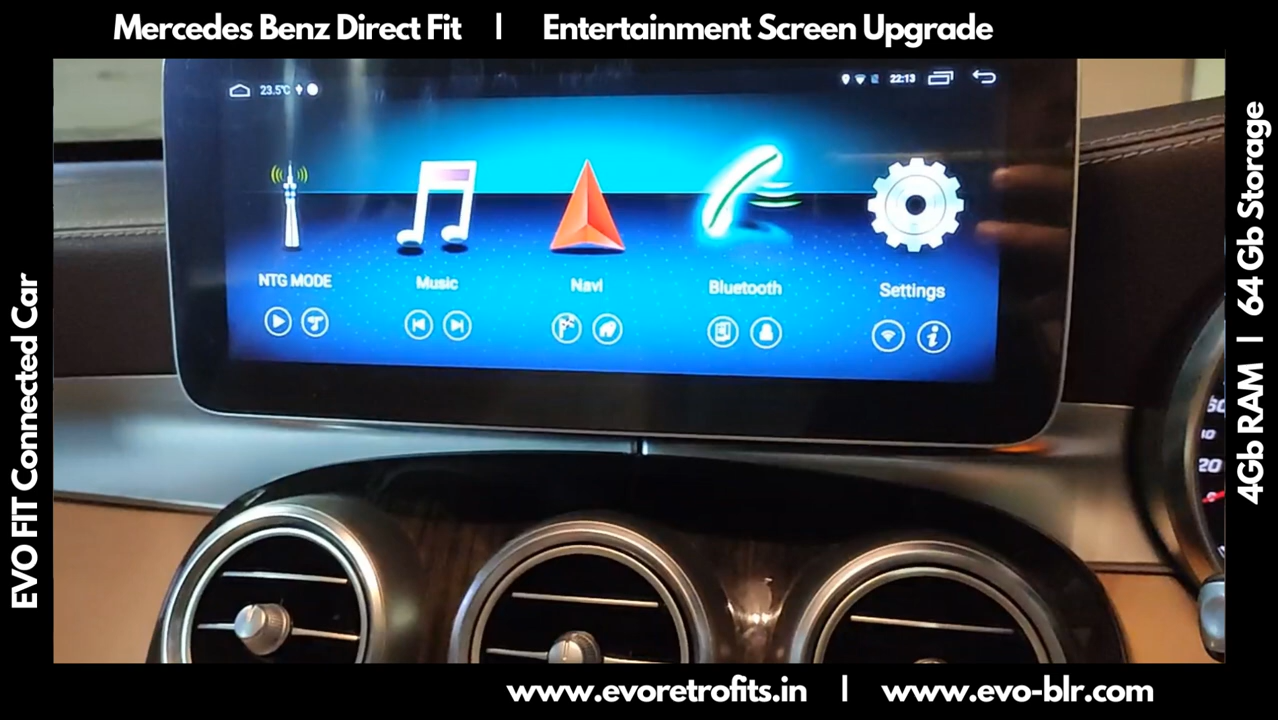 Mercedes Benz Direct Fit | Entertainment Screen Upgrade
EVO FIT Connected Car
23.5°C
22:13
NTG MODE
Music
Navi
Bluetooth
Settings
4Gb RAM | 64 Gb Storage
20
www.evoretrofits.in | www.evo-blr.com